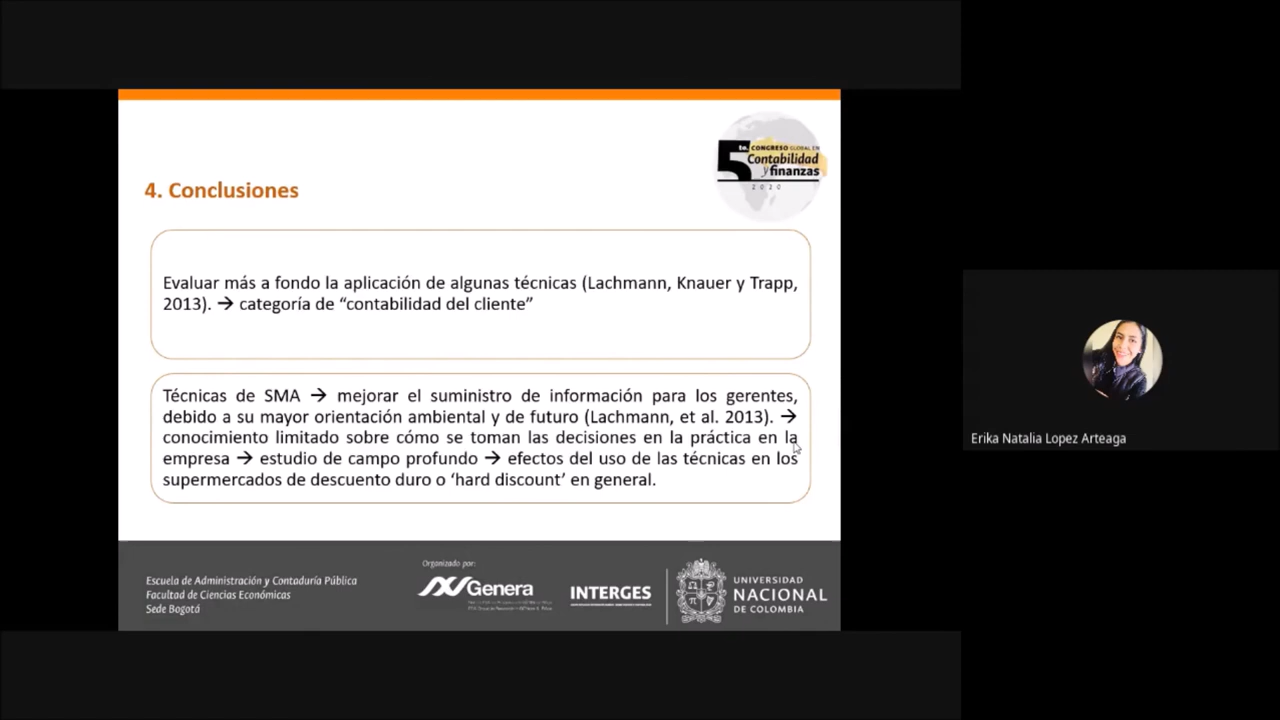 5to. CONGRESO GLOBAL EN
Contabilidad
y finanzas
2020
4. Conclusiones
Evaluar más a fondo la aplicación de algunas técnicas (Lachmann, Knauer y Trapp,
2013). → categoría de “contabilidad del cliente”
Técnicas de SMA → mejorar el suministro de información para los gerentes,
debido a su mayor orientación ambiental y de futuro (Lachmann, et al. 2013). →
conocimiento limitado sobre cómo se toman las decisiones en la práctica en la
empresa → estudio de campo profundo → efectos del uso de las técnicas en los
supermercados de descuento duro o ‘hard discount’ en general.
Erika Natalia Lopez Arteaga
Escuela de Administración y Contaduría Pública
Facultad de Ciencias Económicas
Sede Bogotá
Organizado por:
Genera
INTERGES
UNIVERSIDAD
NACIONAL
DE COLOMBIA